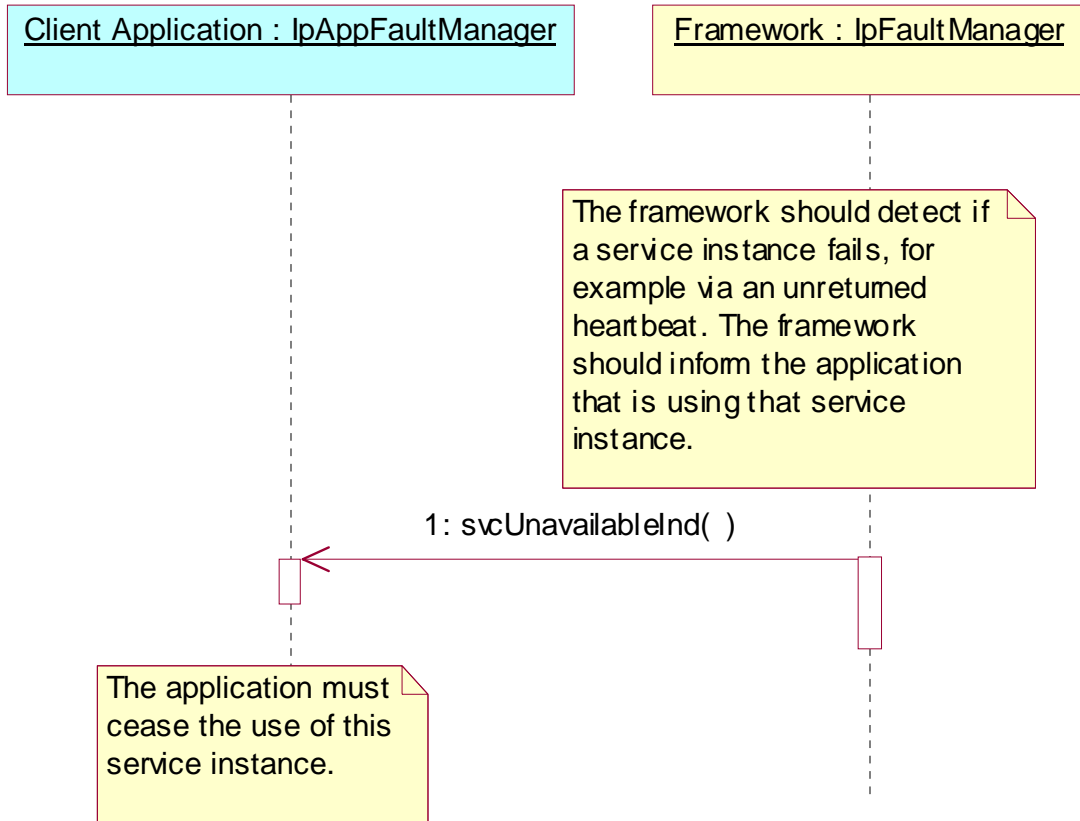 Client Application : IpAppFaultManager
Framework : IpFaultManager
The framework should detect if
a service instance fails, for
example via an unreturned
heartbeat. The framework
should inform the application
that is using that service
instance.
1: svcUnavailableInd( )
The application must
cease the use of this
service instance.